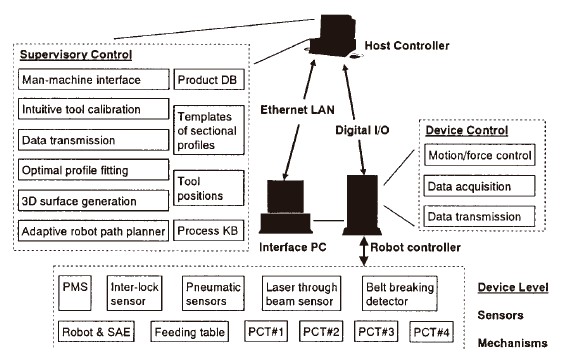 Host Controller
Supervisory Control
Man-machine interface
Product DB
Intuitive tool calibration
Templates
of sectional
profiles
Data transmission
Optimal profile fitting
Tool
positions
3D surface generation
Adaptive robot path planner
Process KB
Ethernet LAN
Digital I/O
Device Control
Motion/force control
Data acquisition
Data transmission
Interface PC
Robot controller
PMS
Inter-lock
sensor
Pneumatic
sensors
Laser through
beam sensor
Belt breaking
detector
Device Level
Sensors
Robot & SAE
Feeding table
PCT#1
PCT#2
PCT#3
PCT#4
Mechanisms